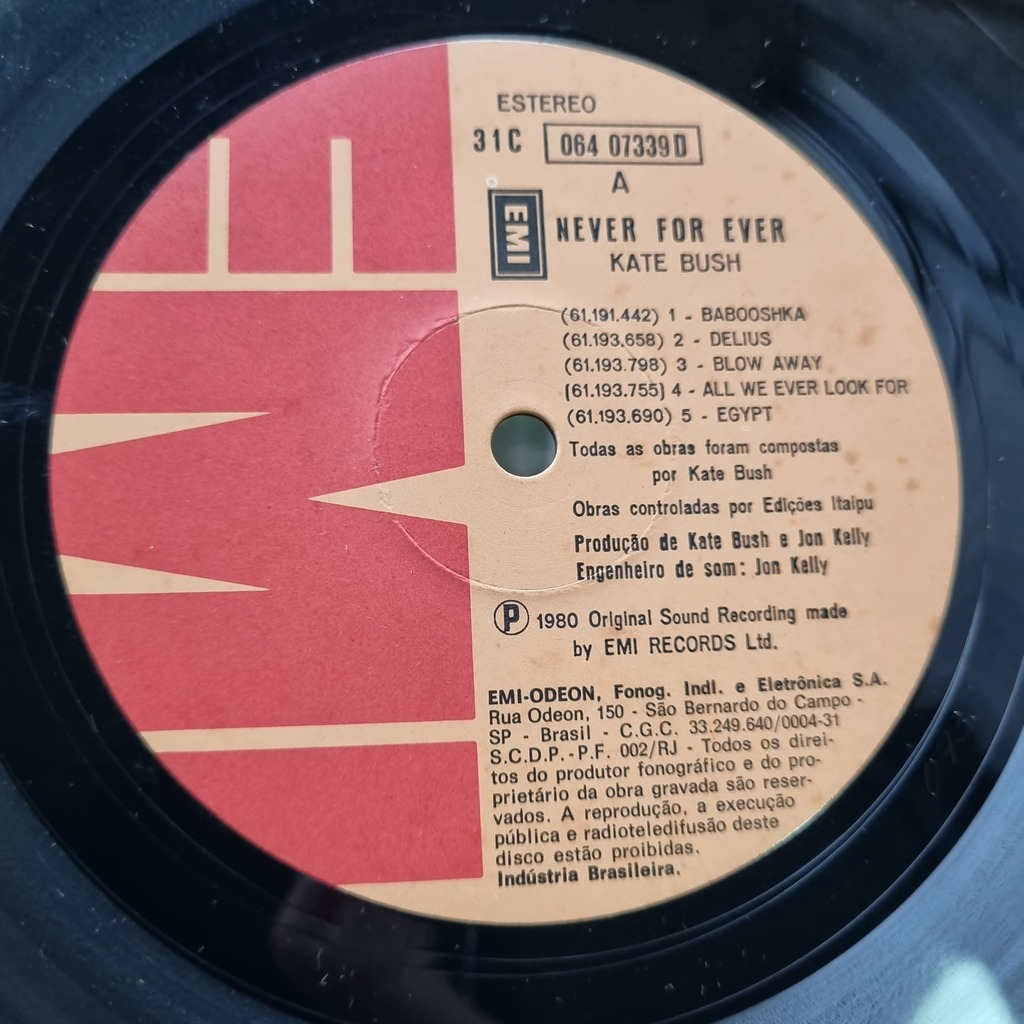 ESTEREO
31C 064 07339D
A
EMI
NEVER FOR EVER
KATE BUSH
(61.191.442) 1 - BABOOSHKA
(61.193.658) 2 - DELIUS
(61.193.798) 3 - BLOW AWAY
(61.193.755) 4 - ALL WE EVER LOOK FOR
(61.193.690) 5 - EGYPT
Todas as obras foram compostas
por Kate Bush
Obras controladas por Edições Itaipu
Produção de Kate Bush e Jon Kelly
Engenheiro de som: Jon Kelly
Ⓟ 1980 Original Sound Recording made
by EMI RECORDS Ltd.
EMI-ODEON, Fonog. Indl. e Eletrônica S.A.
Rua Odeon, 150 - São Bernardo do Campo -
SP - Brasil - C.G.C. 33.249.640/0004-31
S.C.D.P.-P.F. 002/RJ - Todos os direi-
tos do produtor fonográfico e do pro-
prietário da obra gravada são reser-
vados. A reprodução, a execução
pública e radioteledifusão deste
disco estão proibidas.
Indústria Brasileira.